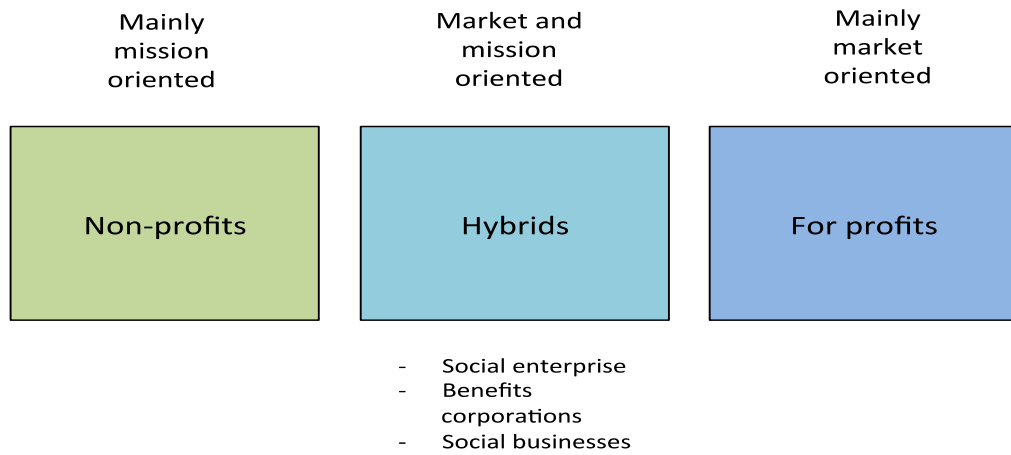 Mainly
mission
oriented
Market and
mission
oriented
Mainly
market
oriented
Non-profits
Hybrids
For profits
- Social enterprise
- Benefits
corporations
- Social businesses